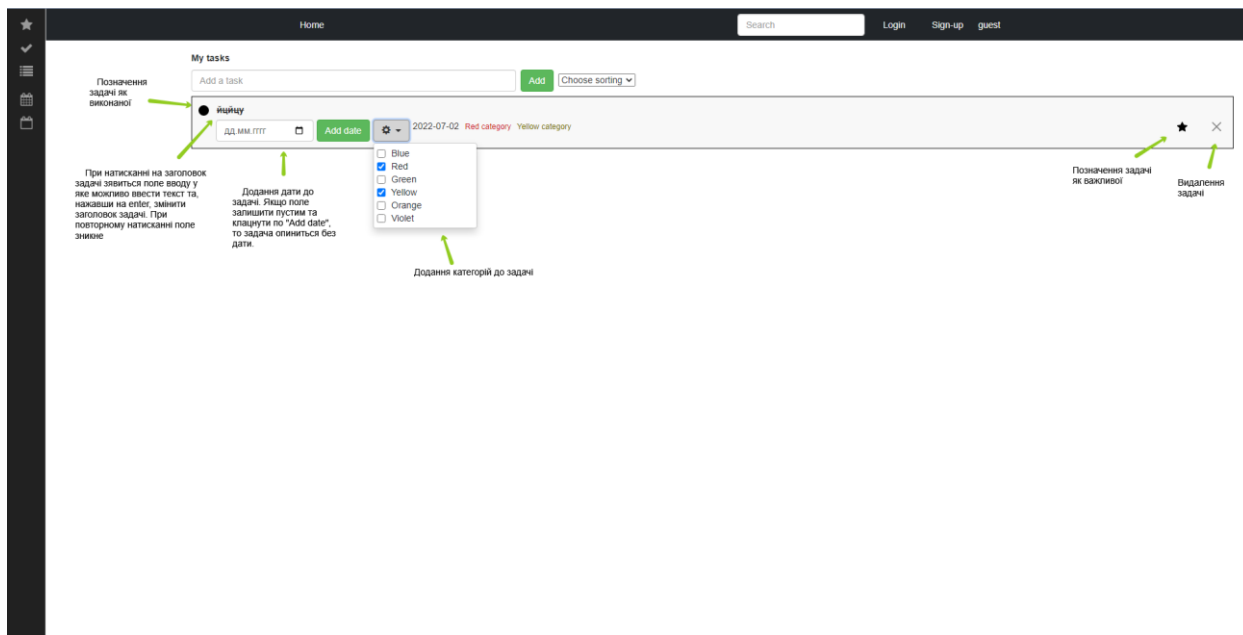 Home
Search
Login
Sign-up
guest
My tasks
Add a task
Add
Choose sorting
Позначення
задачі як
виконаної
йцйцу
ДД.ММ.ГГГГ
Add date
2022-07-02
Red category
Yellow category
Blue
Red
Green
Yellow
Orange
Violet
При натисканні на заголовок
задачі зявиться поле вводу у
яке можливо ввести текст та,
нажавши на enter, змінити
заголовок задачі. При
повторному натисканні поле
зникне
Додання дати до
задачі. Якщо поле
залишити пустим та
клацнути по "Add date",
то задача опиниться без
дати.
Додання категорій до задачі
Позначення задачі
як важливої
Видалення
задачі